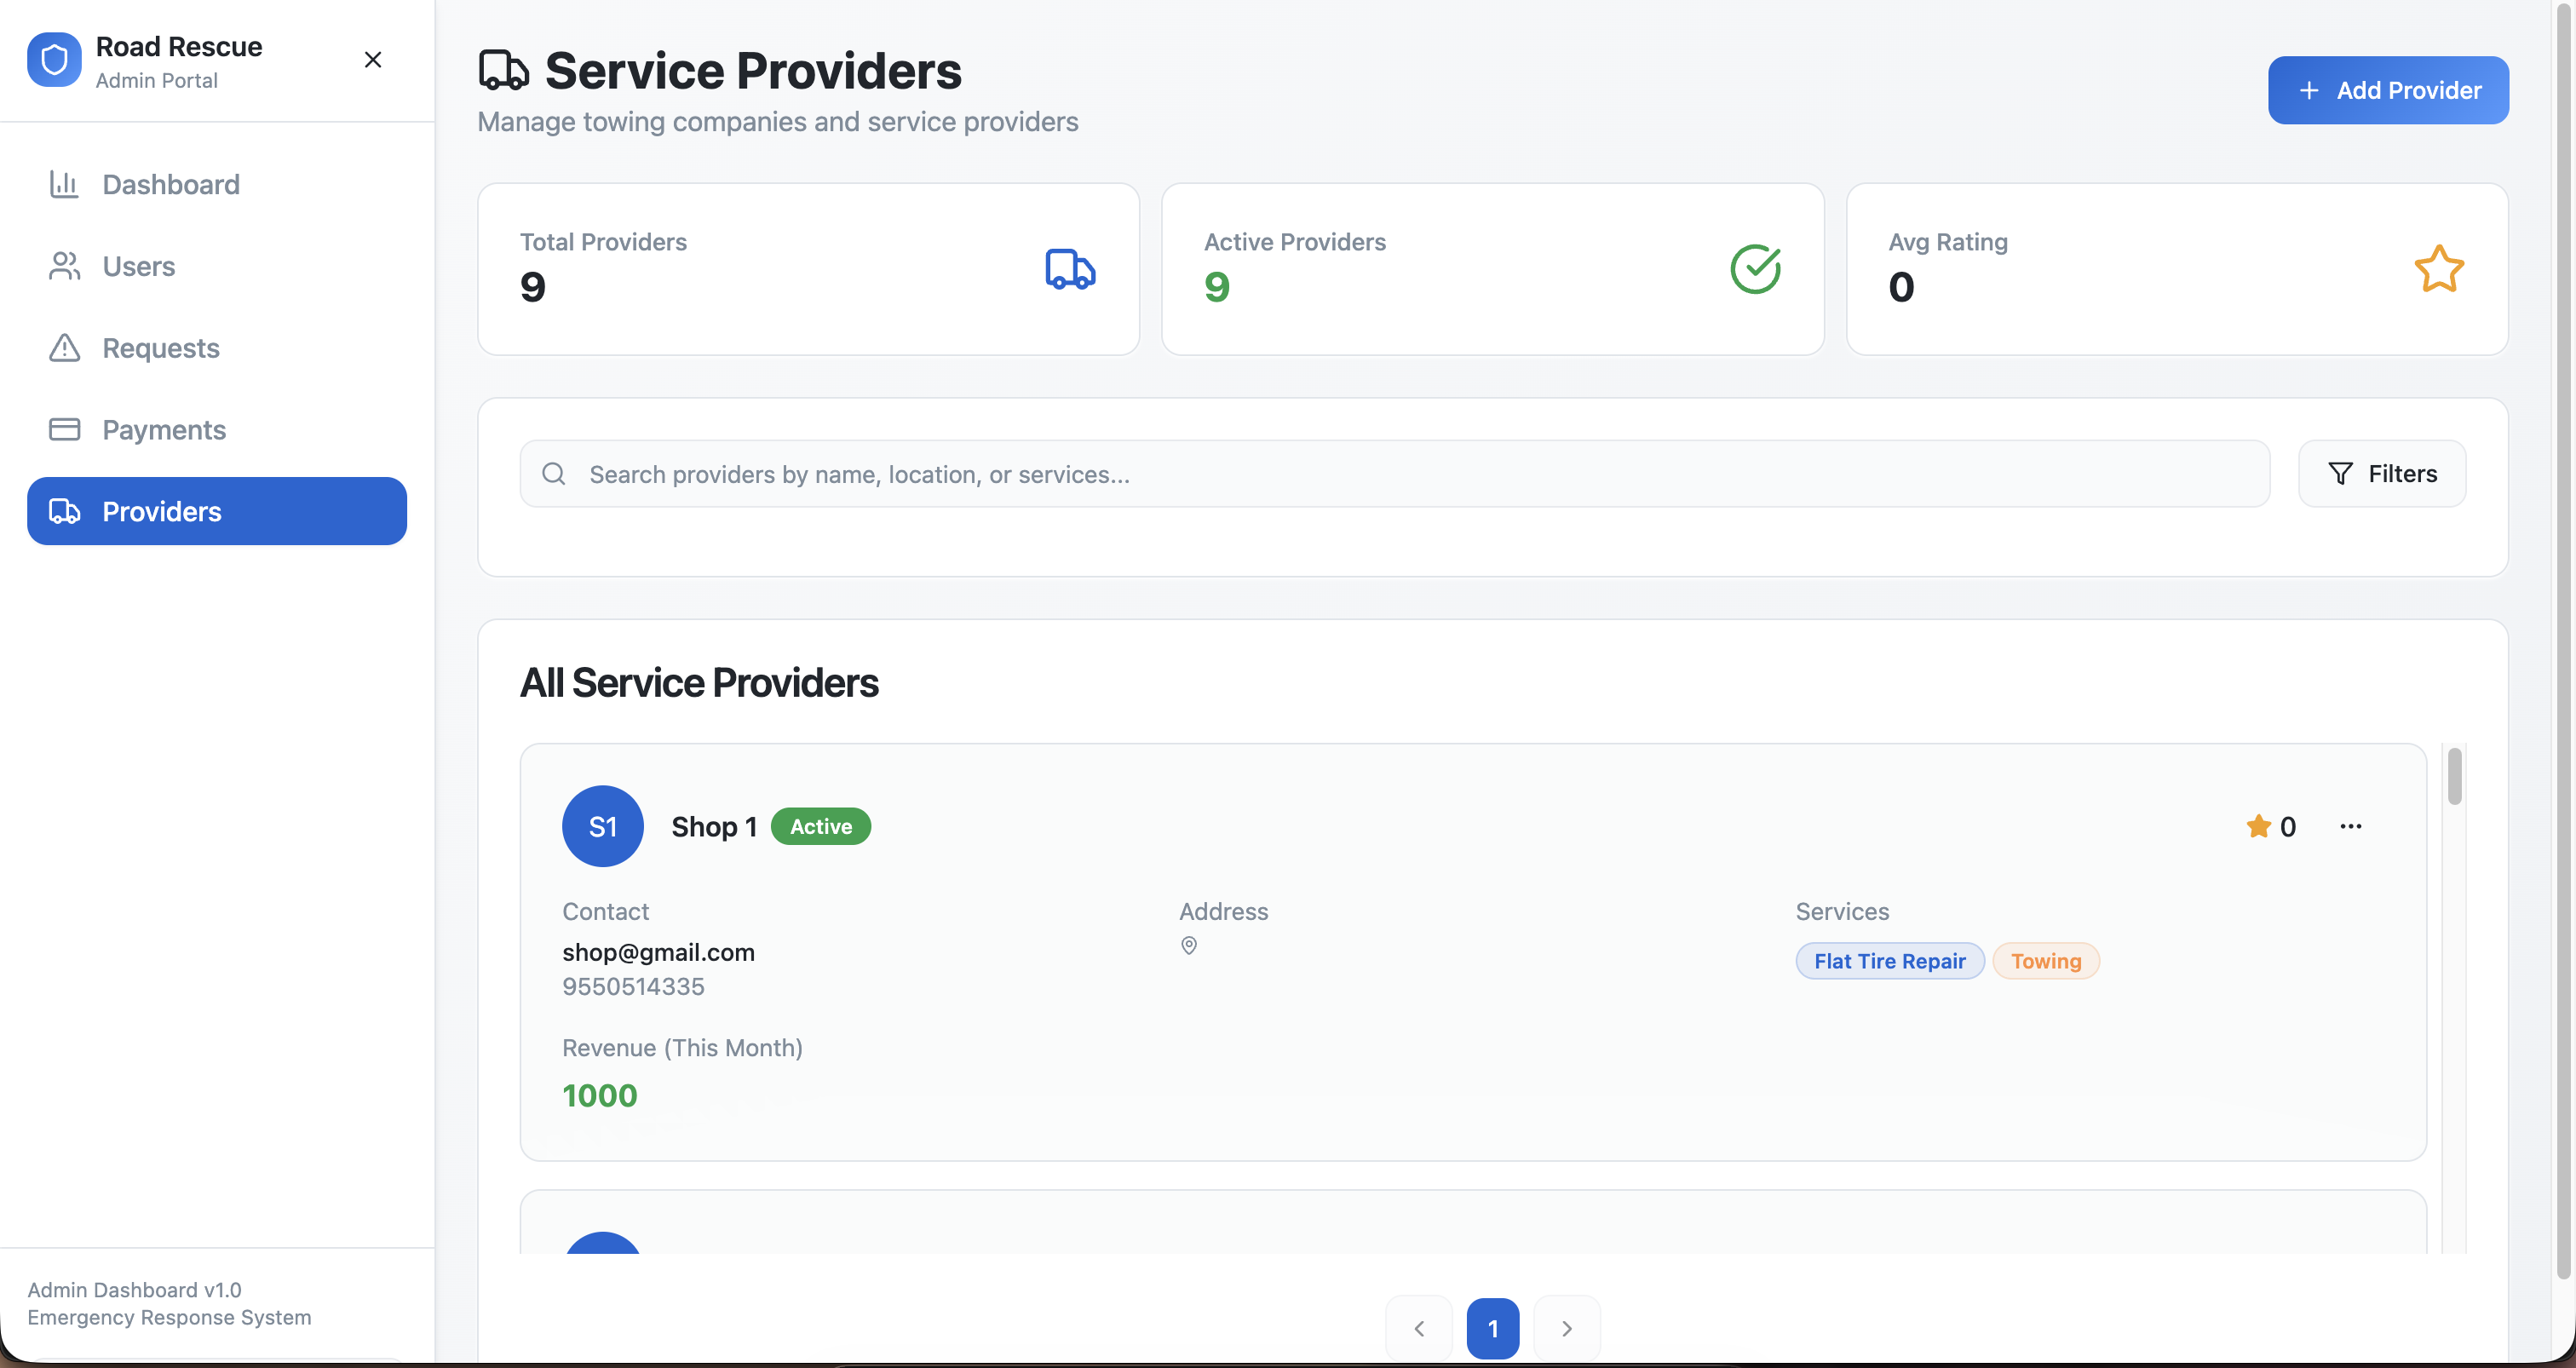 Road Rescue
Admin Portal
Dashboard
Users
Requests
Payments
Providers
Admin Dashboard v1.0
Emergency Response System
Service Providers
Manage towing companies and service providers
Add Provider
Total Providers
9
Active Providers
9
Avg Rating
0
Search providers by name, location, or services...
Filters
All Service Providers
S1
Shop 1
Active
0
Contact
shop@gmail.com
9550514335
Address
Services
Flat Tire Repair
Towing
Revenue (This Month)
1000
1